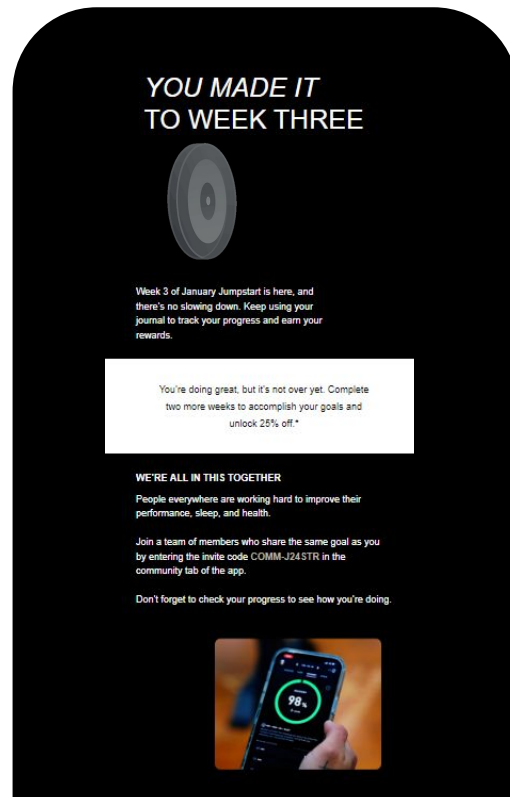 YOU MADE IT
TO WEEK THREE
Week 3 of January Jumpstart is here, and
there's no slowing down. Keep using your
journal to track your progress and earn your
rewards.
You're doing great, but it's not over yet. Complete
two more weeks to accomplish your goals and
unlock 25% off.*
WE'RE ALL IN THIS TOGETHER
People everywhere are working hard to improve their
performance, sleep, and health.
Join a team of members who share the same goal as you
by entering the invite code COMM-J24STR in the
community tab of the app.
Don't forget to check your progress to see how you're doing.
98%